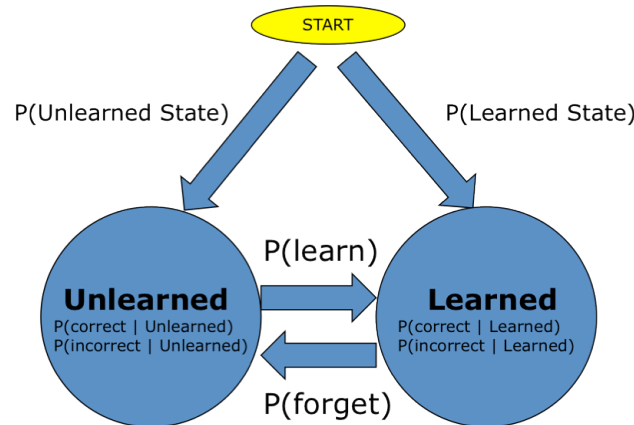 START
P(Unlearned State)
P(Learned State)
P(learn)
Unlearned
P(correct | Unlearned)
P(incorrect | Unlearned)
Learned
P(correct | Learned)
P(incorrect | Learned)
P(forget)